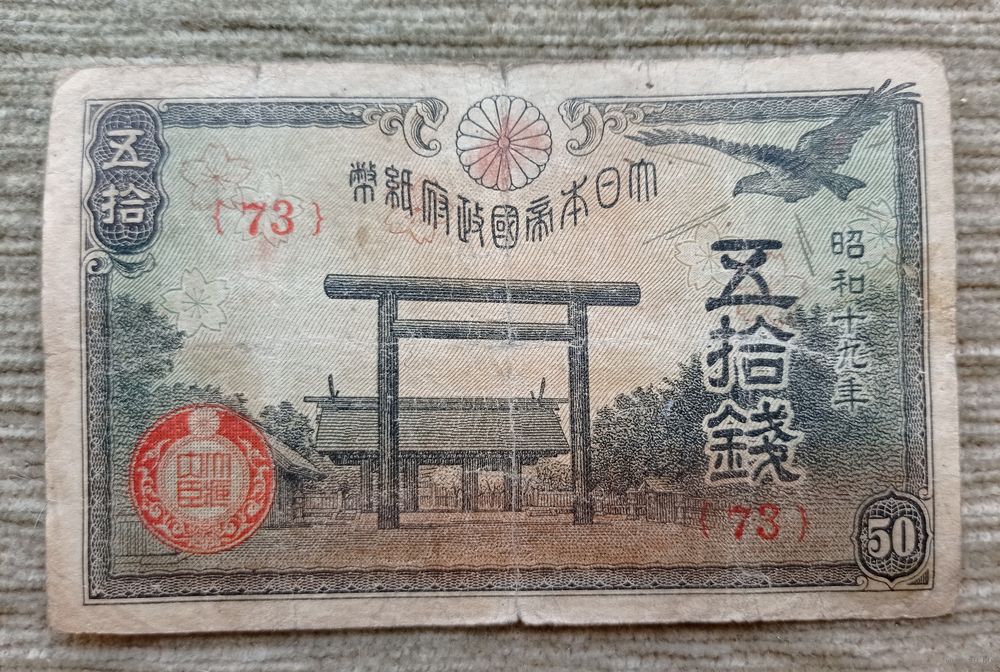 五拾
{ 73 }
大日本帝國政府紙幣
五拾錢
昭和十九年
{ 73 }
50